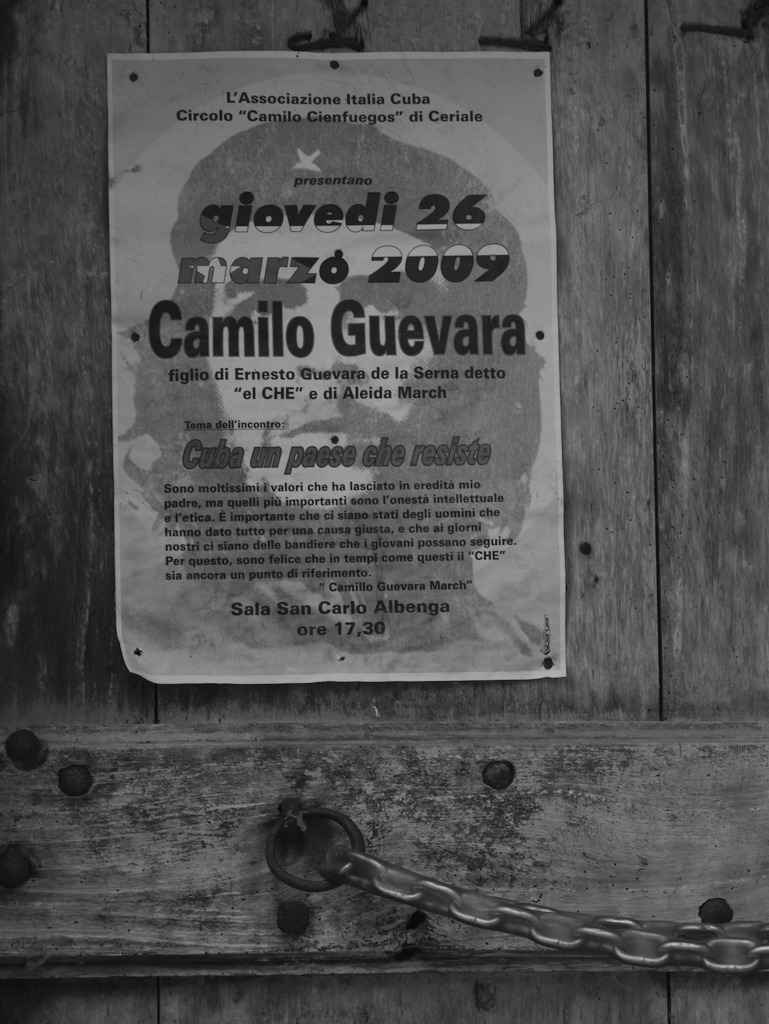 L'Associazione Italia Cuba
Circolo "Camilo Cienfuegos" di Ceriale
presentano
giovedi 26
marzo 2009
Camilo Guevara
figlio di Ernesto Guevara de la Serna detto
"el CHE" e di Aleida March
Tema dell'incontro:
Cuba un paese che resiste
Sono moltissimi i valori che ha lasciato in eredità mio
padre, ma quelli più importanti sono l'onestà intellettuale
e l'etica. È importante che ci siano stati degli uomini che
hanno dato tutto per una causa giusta, e che ai giorni
nostri ci siano delle bandiere che i giovani possano seguire.
Per questo, sono felice che in tempi come questi il "CHE"
sia ancora un punto di riferimento.
" Camillo Guevara March"
Sala San Carlo Albenga
ore 17,30